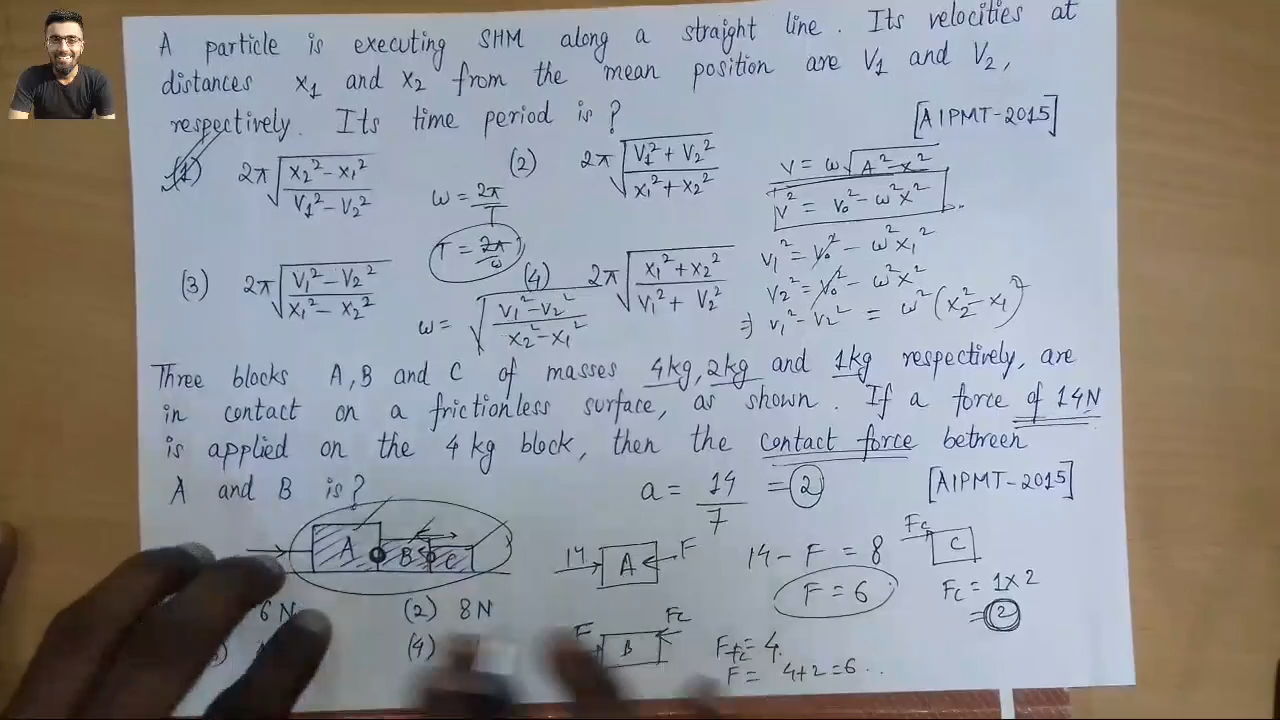 A particle is executing SHM along a straight line. Its velocities at
distances x₁ and x₂ from the mean position are V₁ and V₂,
respectively. Its time period is?
[AIPMT-2015]
(1) 2π√((x₂² - x₁²)/(V₁² - V₂²))
(2) 2π√((V₁² + V₂²)/(x₁² + x₂²))
V = ω√(A² - x²)
V² = V₀² - ω²x²
ω = 2π/T
T = 2π/ω
V₁² = V₀² - ω²x₁²
V₂² = V₀² - ω²x²
⇒ V₁² - V₂² = ω²(x₂² - x₁²)
(3) 2π√((V₁² - V₂²)/(x₁² - x₂²))
(4) 2π√((x₁² + x₂²)/(V₁² + V₂²))
ω = √((V₁² - V₂²)/(x₂² - x₁²))
Three blocks A, B and C of masses 4kg, 2kg and 1kg respectively, are
in contact on a frictionless surface, as shown. If a force of 14N
is applied on the 4 kg block, then the contact force between
A and B is?
[AIPMT-2015]
a = 14/7 = 2
A B C
14 A F
14 - F = 8
F = 6
Fc C
Fc = 1x2
= 2
6 N
(2) 8N
(4)
F B Fc
= 4
F = 4+2 = 6